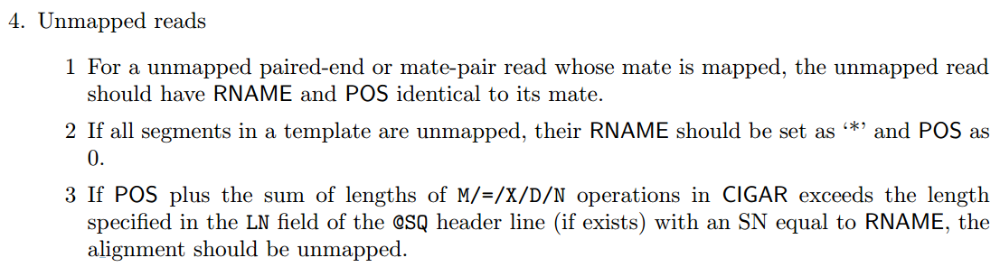 4. Unmapped reads
1 For a unmapped paired-end or mate-pair read whose mate is mapped, the unmapped read
should have RNAME and POS identical to its mate.
2 If all segments in a template are unmapped, their RNAME should be set as ‘*’ and POS as
0.
3 If POS plus the sum of lengths of M/=/X/D/N operations in CIGAR exceeds the length
specified in the LN field of the @SQ header line (if exists) with an SN equal to RNAME, the
alignment should be unmapped.